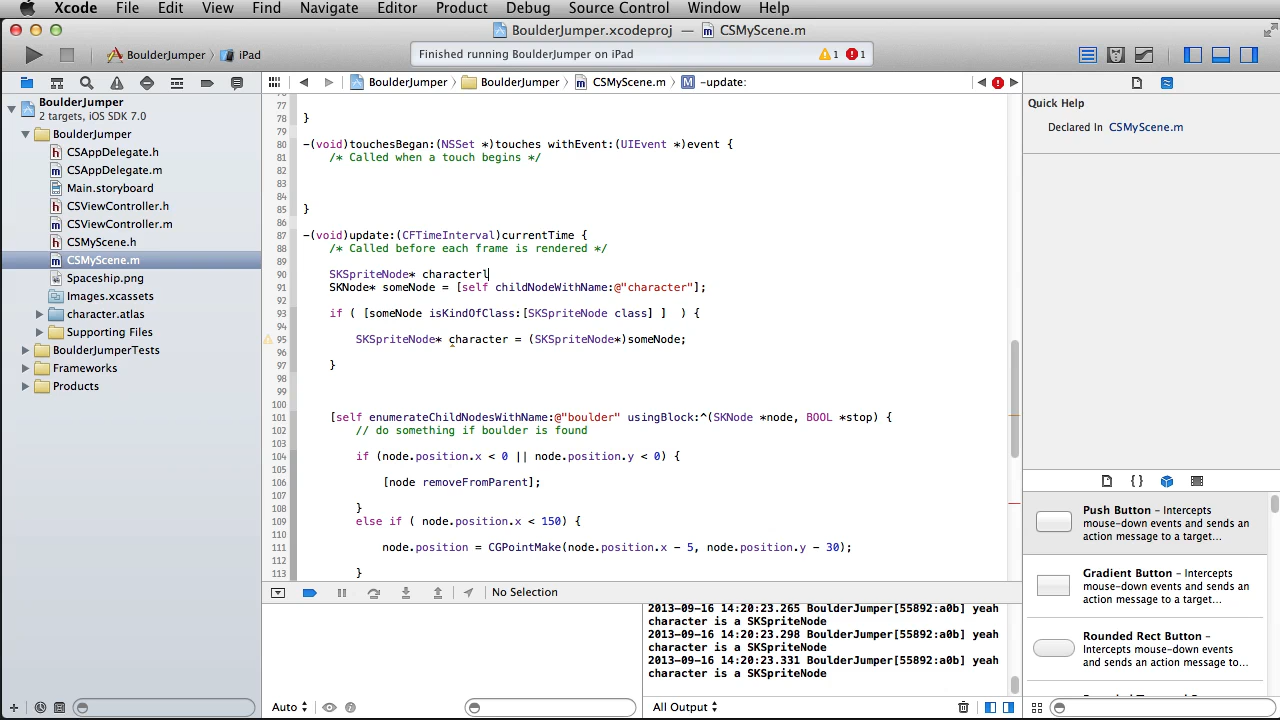 Xcode File Edit View Find Navigate Editor Product Debug Source Control Window Help
BoulderJumper.xcodeproj — CSMyScene.m
BoulderJumper iPad
Finished running BoulderJumper on iPad 1 1
BoulderJumper BoulderJumper CSMyScene.m M -update:
BoulderJumper
2 targets, iOS SDK 7.0
BoulderJumper
CSAppDelegate.h
CSAppDelegate.m
Main.storyboard
CSViewController.h
CSViewController.m
CSMyScene.h
CSMyScene.m
Spaceship.png
Images.xcassets
character.atlas
Supporting Files
BoulderJumperTests
Frameworks
Products
77
78 }
79
80 -(void)touchesBegan:(NSSet *)touches withEvent:(UIEvent *)event {
81 /* Called when a touch begins */
82
83
84
85 }
86
87 -(void)update:(CFTimeInterval)currentTime {
88 /* Called before each frame is rendered */
89
90 SKSpriteNode* characterl
91 SKNode* someNode = [self childNodeWithName:@"character"];
92
93 if ( [someNode isKindOfClass:[SKSpriteNode class] ] ) {
94
95 SKSpriteNode* character = (SKSpriteNode*)someNode;
96
97 }
98
99
100
101 [self enumerateChildNodesWithName:@"boulder" usingBlock:^(SKNode *node, BOOL *stop) {
102 // do something if boulder is found
103
104 if (node.position.x < 0 || node.position.y < 0) {
105
106 [node removeFromParent];
107
108 }
109 else if ( node.position.x < 150) {
110
111 node.position = CGPointMake(node.position.x - 5, node.position.y - 30);
112
113 }
No Selection
2013-09-16 14:20:23.265 BoulderJumper[55892:a0b] yeah
character is a SKSpriteNode
2013-09-16 14:20:23.298 BoulderJumper[55892:a0b] yeah
character is a SKSpriteNode
2013-09-16 14:20:23.331 BoulderJumper[55892:a0b] yeah
character is a SKSpriteNode
Auto
All Output
Quick Help
Declared In CSMyScene.m
{ }
Push Button – Intercepts
mouse-down events and sends an
action message to a target...
Gradient Button – Intercepts
mouse-down events and sends an
action message to a target...
Rounded Rect Button –
Intercepts mouse-down events
and sends an action message to...